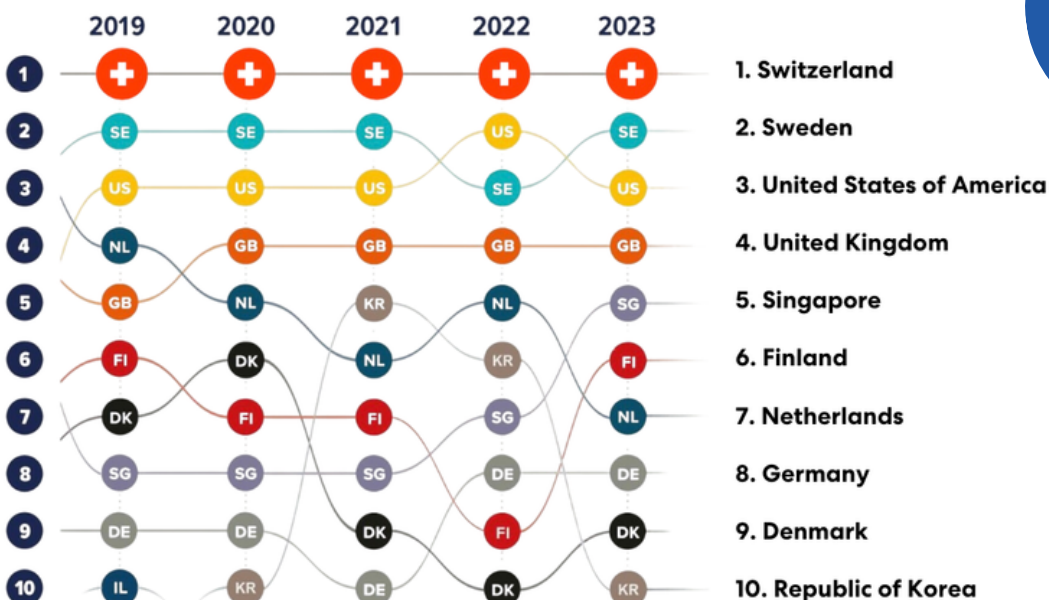 2019 2020 2021 2022 2023
1 1. Switzerland
2 SE SE SE US SE 2. Sweden
3 US US US SE US 3. United States of America
4 NL GB GB GB GB 4. United Kingdom
5 GB NL KR NL SG 5. Singapore
6 FI DK NL KR FI 6. Finland
7 DK FI FI SG NL 7. Netherlands
8 SG SG SG DE DE 8. Germany
9 DE DE DK FI DK 9. Denmark
10 IL KR DE DK KR 10. Republic of Korea